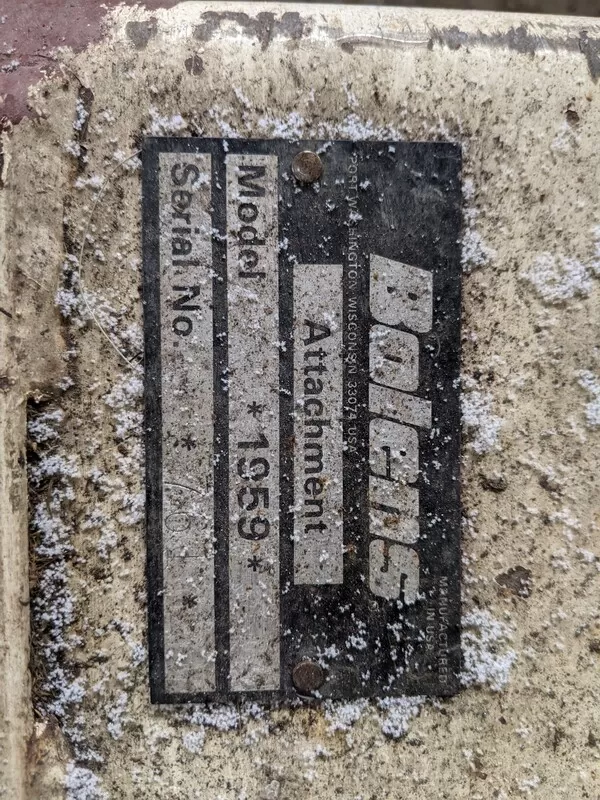 MANUFACTURED
IN USA
Bolens
PORT WASHINGTON, WISCONSIN 53074 USA
Attachment
Model *1959*
Serial No. * *